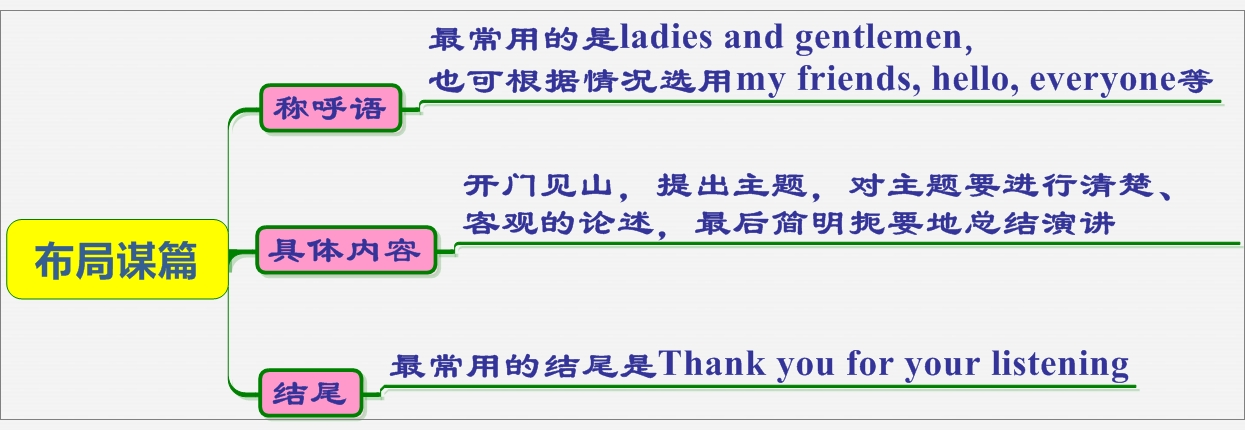 最常用的是ladies and gentlemen,
也可根据情况选用my friends, hello, everyone等
称呼语
开门见山，提出主题，对主题要进行清楚、
客观的论述，最后简明扼要地总结演讲
布局谋篇
具体内容
最常用的结尾是Thank you for your listening
结尾